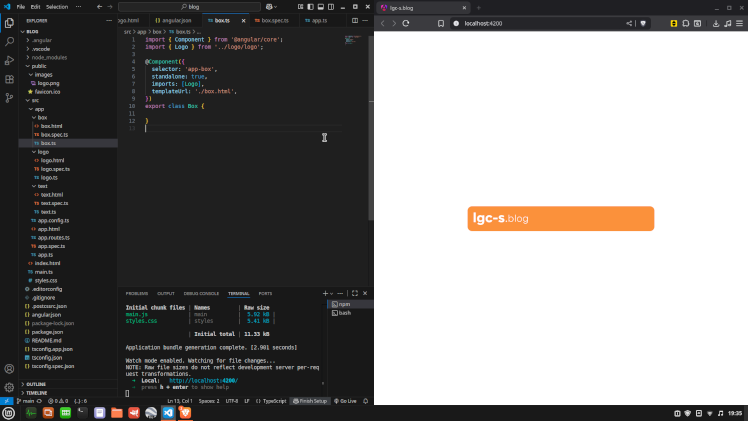 File Edit Selection ··· blog
EXPLORER
BLOG
.angular
.vscode
node_modules
public
images
logo.png
favicon.ico
src
app
box
box.html
box.spec.ts
box.ts
logo
logo.html
logo.spec.ts
logo.ts
text
text.html
text.spec.ts
text.ts
app.config.ts
app.html
app.routes.ts
app.spec.ts
app.ts
index.html
main.ts
styles.css
.editorconfig
.gitignore
.postcssrc.json
angular.json
package-lock.json
package.json
README.md
tsconfig.app.json
tsconfig.json
tsconfig.spec.json
OUTLINE
TIMELINE
ogo.html angular.json box.ts box.spec.ts app.ts
src > app > box > box.ts > ...
1 import { Component } from '@angular/core';
2 import { Logo } from '../logo/logo';
3
4 @Component({
5 selector: 'app-box',
6 standalone: true,
7 imports: [Logo],
8 templateUrl: './box.html',
9 })
10 export class Box {
11
12 }
13
PROBLEMS OUTPUT DEBUG CONSOLE TERMINAL PORTS
Initial chunk files | Names | Raw size
main.js | main | 5.92 kB |
styles.css | styles | 5.41 kB |
| Initial total | 11.33 kB
Application bundle generation complete. [2.981 seconds]
Watch mode enabled. Watching for file changes...
NOTE: Raw file sizes do not reflect development server per-req
uest transformations.
➜ Local: http://localhost:4200/
➜ press h + enter to show help
npm
bash
main 0 0 {..}: 6 Ln 13, Col 1 Spaces: 2 UTF-8 LF {} TypeScript Finish Setup Go Live
lgc-s.blog
localhost:4200
lgc-s.blog
19:35